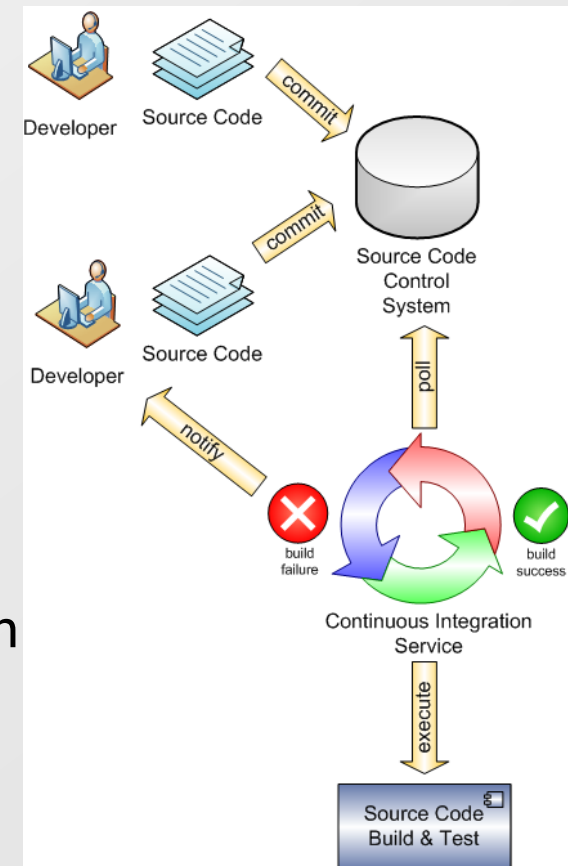 commit
Developer
Source Code
commit
Source Code
Control
System
Developer
Source Code
poll
notify
build
failure
build
success
Continuous Integration
Service
execute
Source Code
Build & Test